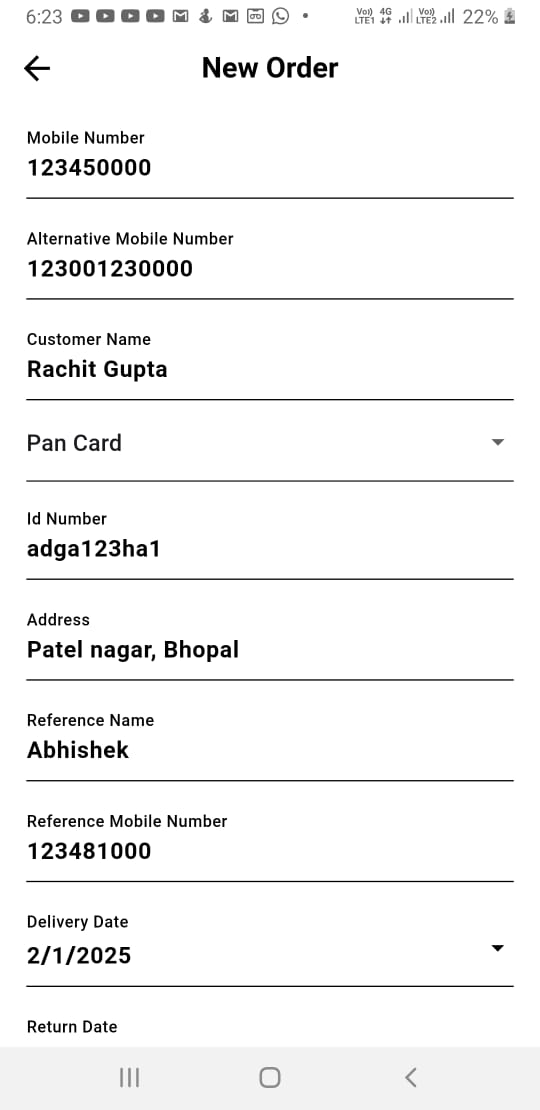 6:23
Vo)) 4G Vo)) 22%
LTE1 LTE2
New Order
Mobile Number
123450000
Alternative Mobile Number
123001230000
Customer Name
Rachit Gupta
Pan Card
Id Number
adga123ha1
Address
Patel nagar, Bhopal
Reference Name
Abhishek
Reference Mobile Number
123481000
Delivery Date
2/1/2025
Return Date